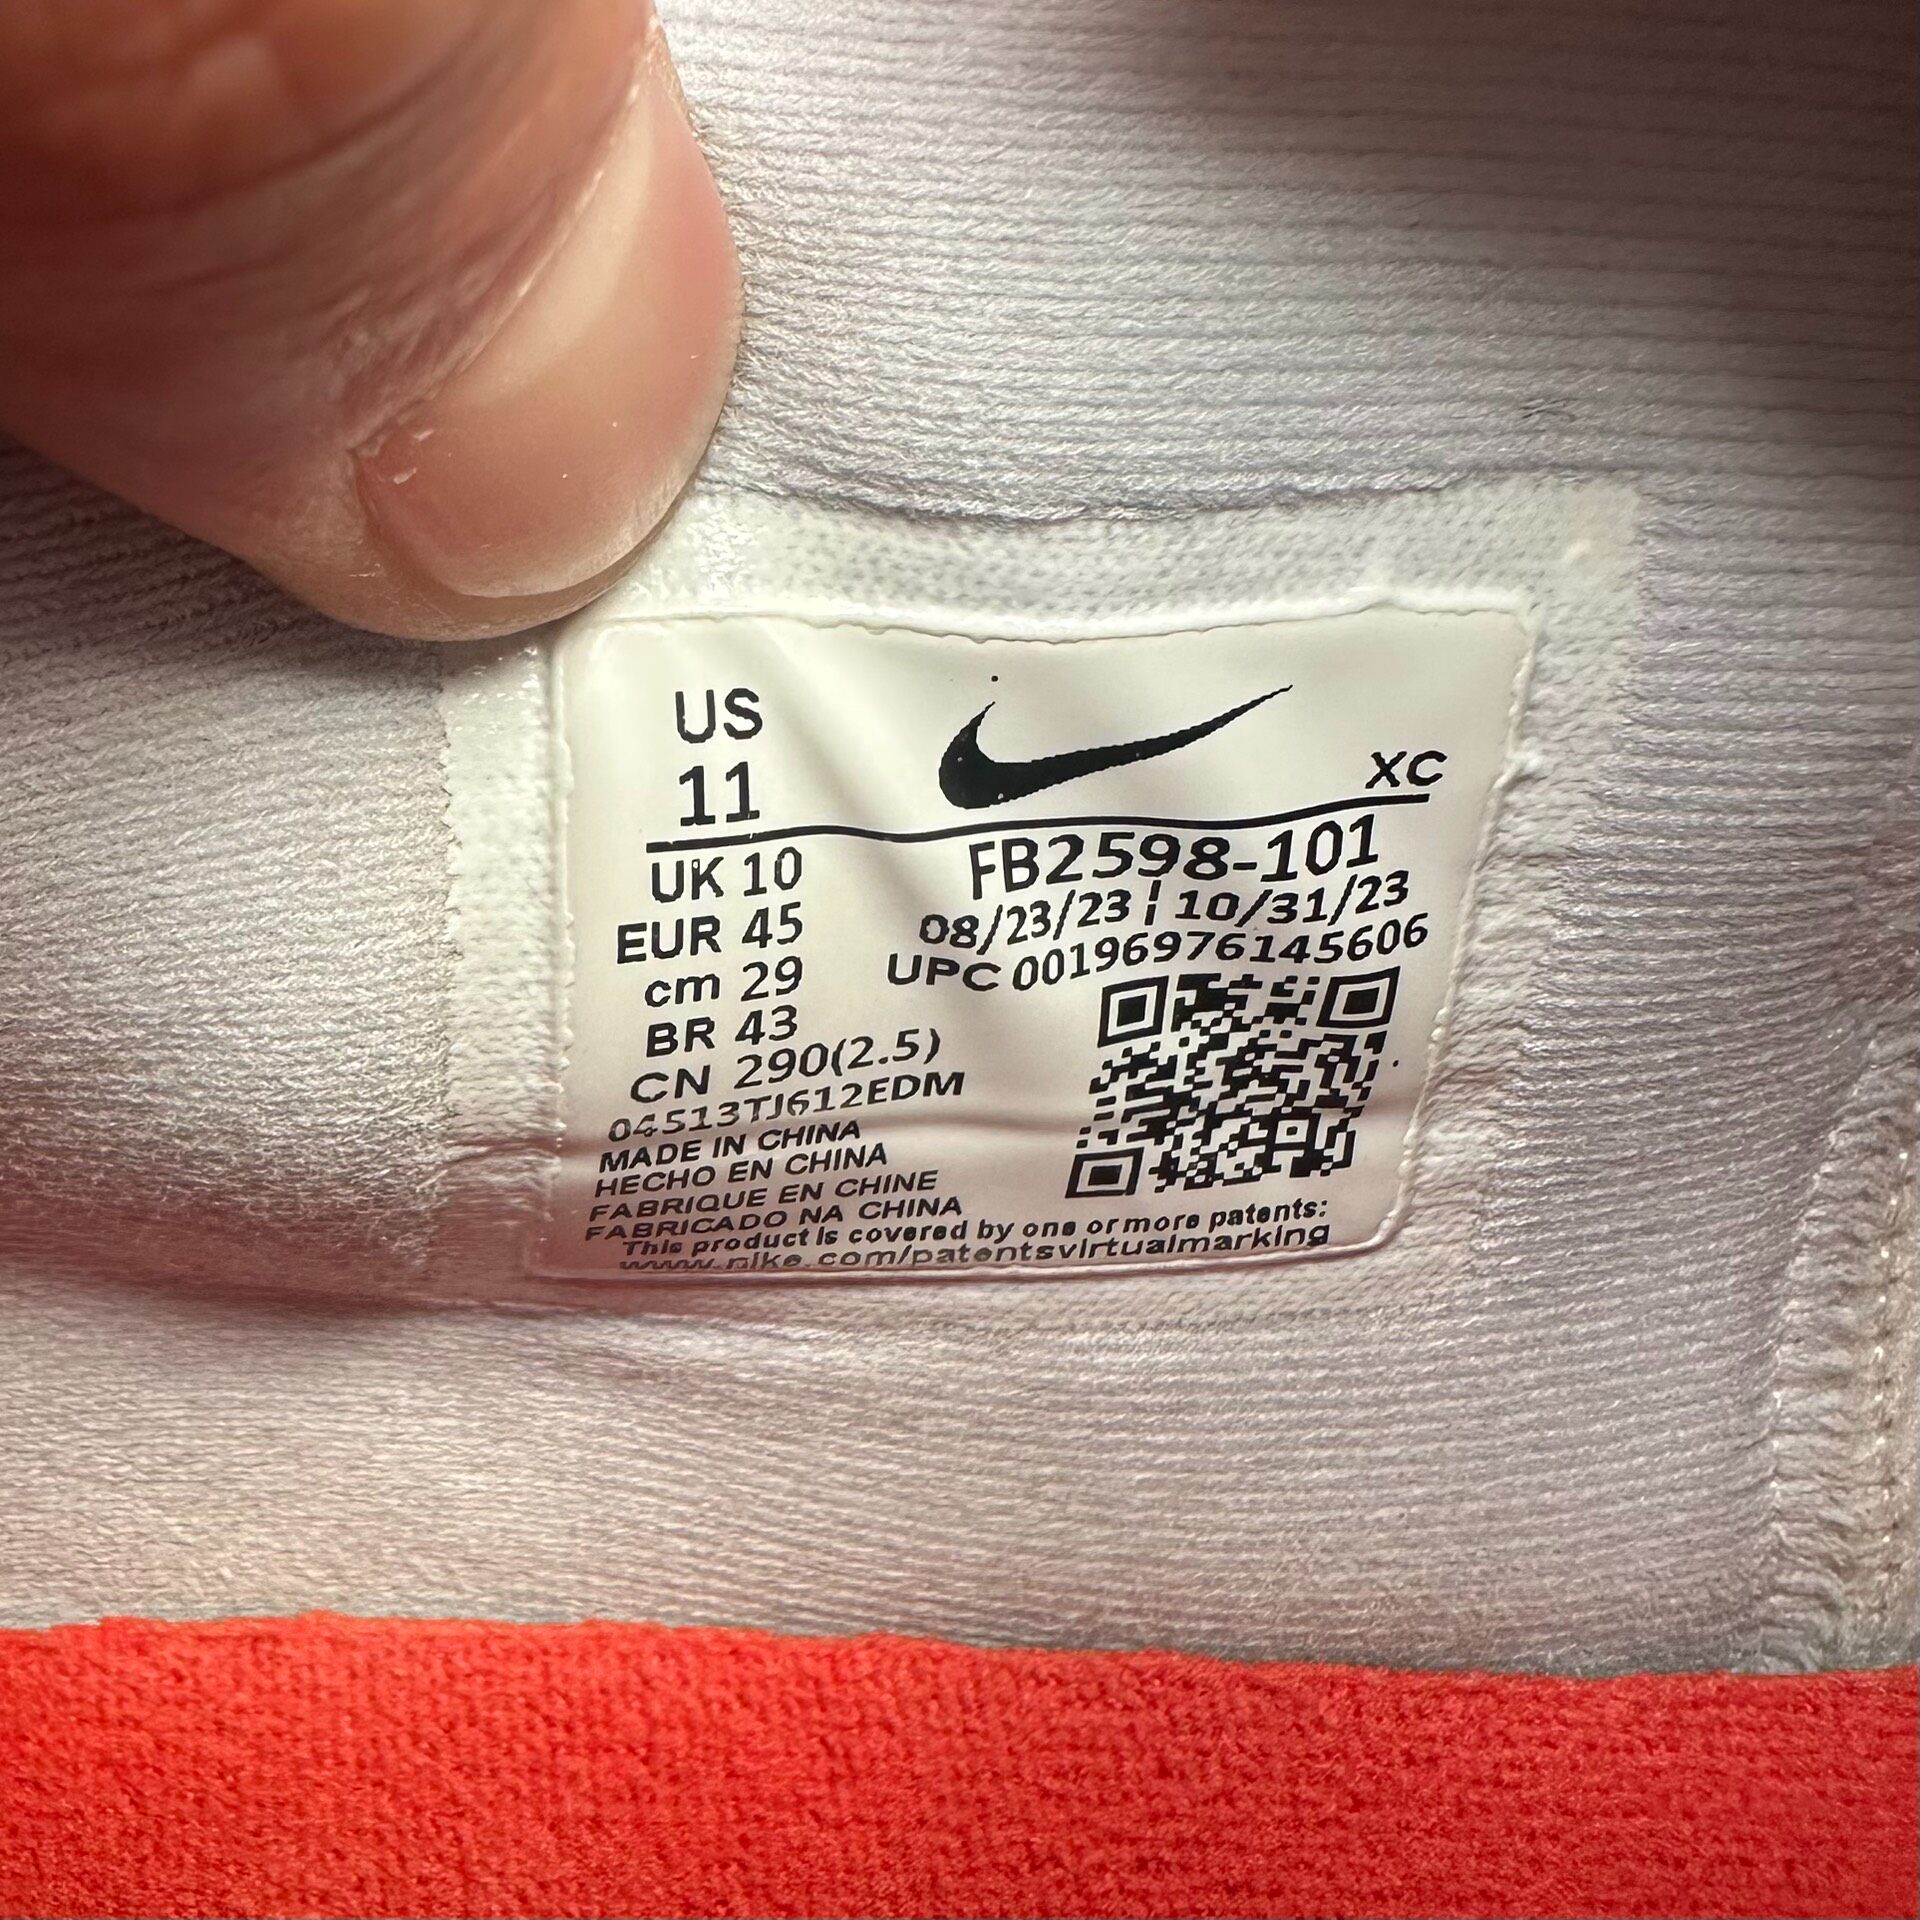 US
11
XC
UK 10
FB2598-101
EUR 45
08/23/23 ¦ 10/31/23
cm 29
UPC 00196976145606
BR 43
CN 290(2.5)
04513TJ612EDM
MADE IN CHINA
HECHO EN CHINA
FABRIQUE EN CHINE
FABRICADO NA CHINA
This product is covered by one or more patents:
www.nike.com/patentsvirtualmarking